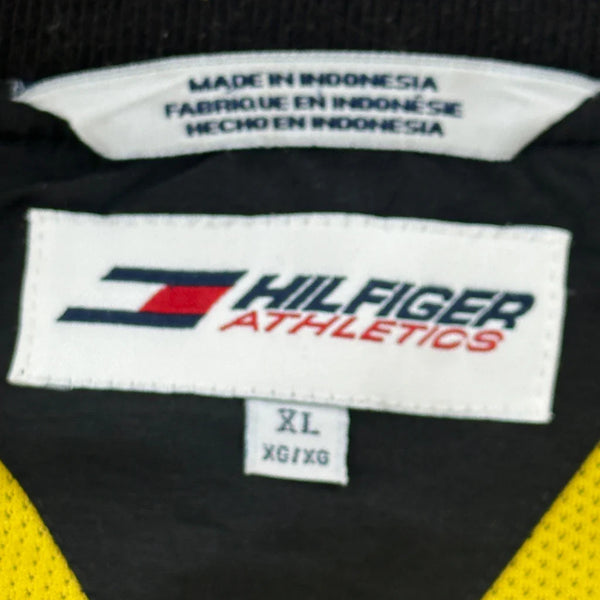 MADE IN INDONESIA
FABRIQUE EN INDONÉSIE
HECHO EN INDONESIA
HILFIGER
ATHLETICS
XL
XG/XG